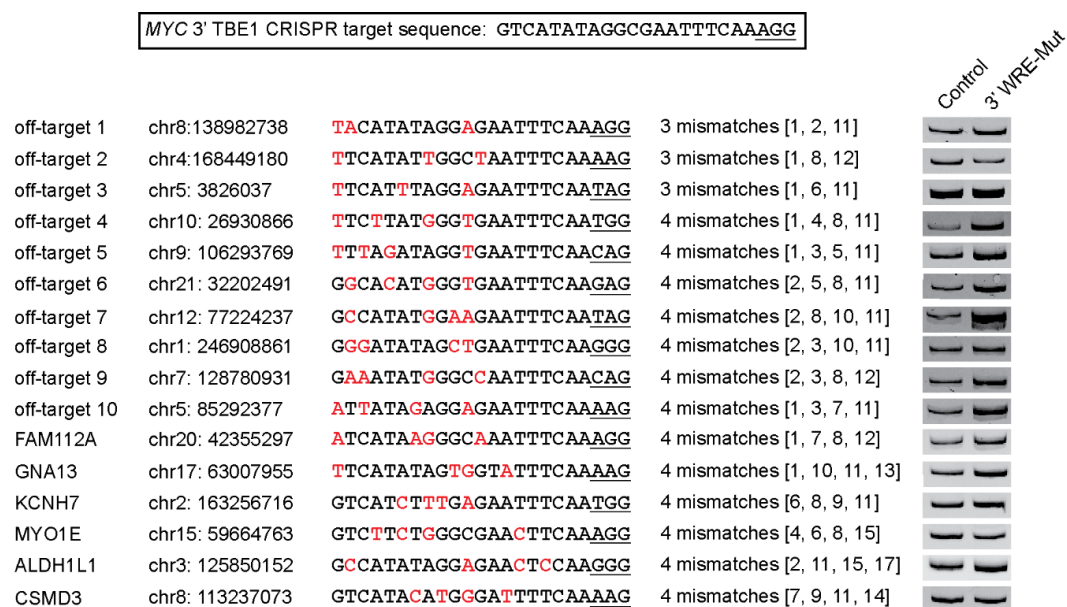 MYC 3' TBE1 CRISPR target sequence: GTCATATAGGCGAATTTCAAAGG
Control 3' WRE-Mut
off-target 1 chr8:138982738 TACATATAGGAGAATTTCAAAGG 3 mismatches [1, 2, 11]
off-target 2 chr4:168449180 TTCATATTGGCTAATTTCAAAAG 3 mismatches [1, 8, 12]
off-target 3 chr5: 3826037 TTCATTTAGGAGAATTTCAATAG 3 mismatches [1, 6, 11]
off-target 4 chr10: 26930866 TTCTTATGGGTGAATTTCAATGG 4 mismatches [1, 4, 8, 11]
off-target 5 chr9: 106293769 TTTAGATAGGTGAATTTCAACAG 4 mismatches [1, 3, 5, 11]
off-target 6 chr21: 32202491 GGCACATGGGTGAATTTCAAGAG 4 mismatches [2, 5, 8, 11]
off-target 7 chr12: 77224237 GCCATATGGAAGAATTTCAATAG 4 mismatches [2, 8, 10, 11]
off-target 8 chr1: 246908861 GGGATATAGCTGAATTTCAAGGG 4 mismatches [2, 3, 10, 11]
off-target 9 chr7: 128780931 GAAATATGGGCCAATTTCAACAG 4 mismatches [2, 3, 8, 12]
off-target 10 chr5: 85292377 ATTATAGAGGAGAATTTCAAAAG 4 mismatches [1, 3, 7, 11]
FAM112A chr20: 42355297 ATCATAAGGGCAAATTTCAAAGG 4 mismatches [1, 7, 8, 12]
GNA13 chr17: 63007955 TTCATATAGTGGTATTTCAAAAG 4 mismatches [1, 10, 11, 13]
KCNH7 chr2: 163256716 GTCATCTTTGAGAATTTCAATGG 4 mismatches [6, 8, 9, 11]
MYO1E chr15: 59664763 GTCTTCTGGGCGAACTTCAAAGG 4 mismatches [4, 6, 8, 15]
ALDH1L1 chr3: 125850152 GCCATATAGGAGAACTCCAAGGG 4 mismatches [2, 11, 15, 17]
CSMD3 chr8: 113237073 GTCATACATGGGATTTTCAAAAG 4 mismatches [7, 9, 11, 14]